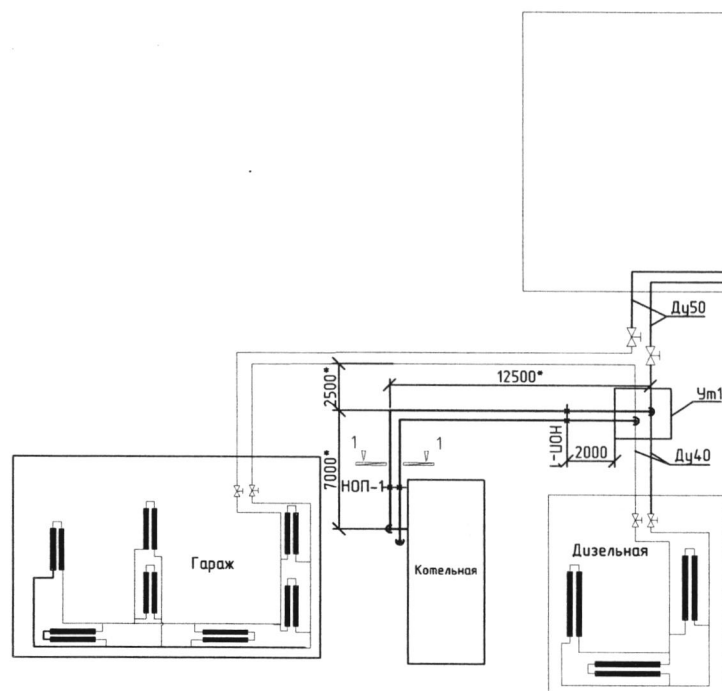 Ду50
12500*
2500*
Ут1
НОП-1
2000
Ду40
1
1
7000*
НОП-1
Гараж
Котельная
Дизельная